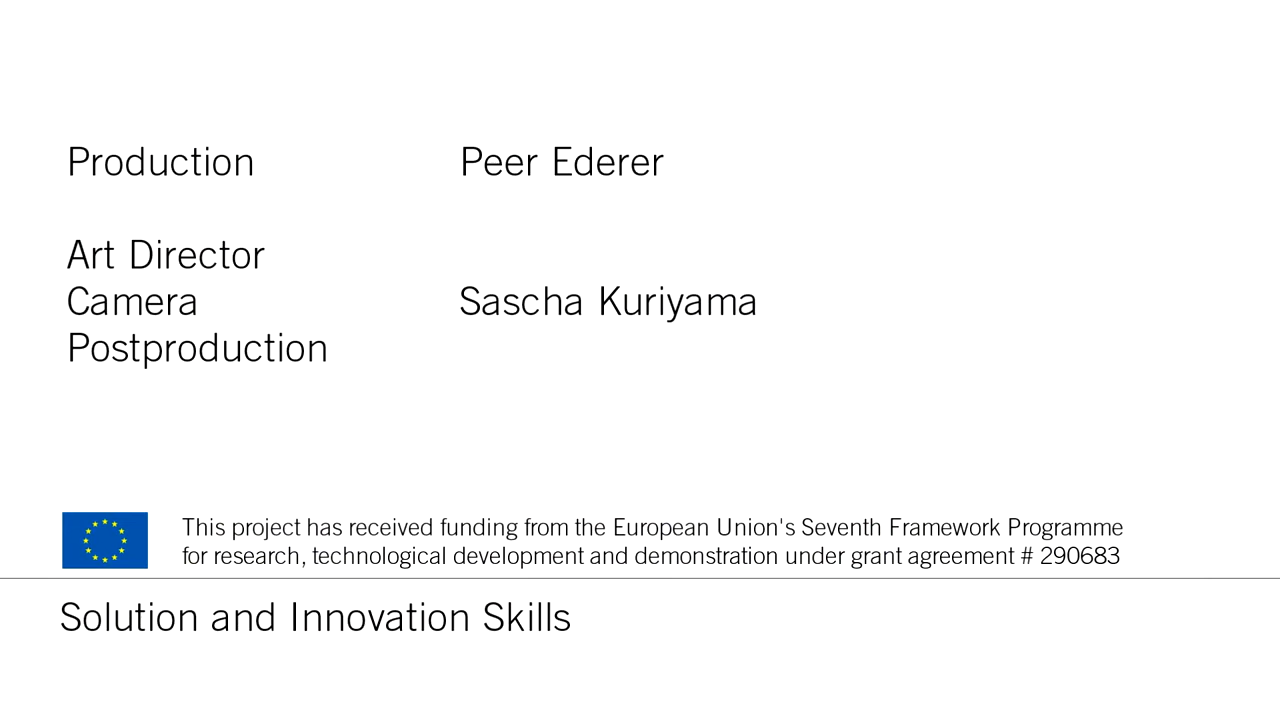 Production Peer Ederer
Art Director
Camera Sascha Kuriyama
Postproduction
This project has received funding from the European Union's Seventh Framework Programme
for research, technological development and demonstration under grant agreement # 290683
Solution and Innovation Skills